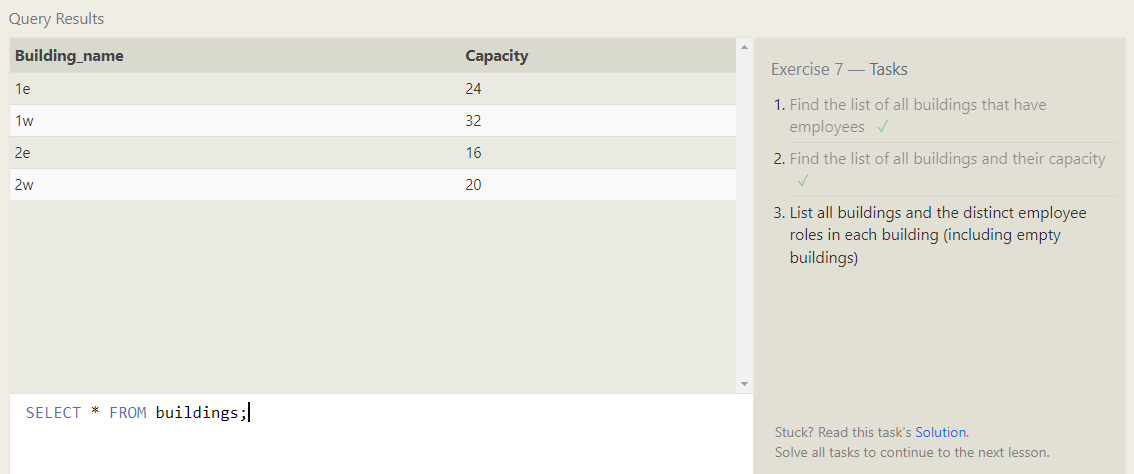 Query Results
Building_name Capacity
1e 24
1w 32
2e 16
2w 20
SELECT * FROM buildings;
Exercise 7 — Tasks
1. Find the list of all buildings that have
employees ✓
2. Find the list of all buildings and their capacity
✓
3. List all buildings and the distinct employee
roles in each building (including empty
buildings)
Stuck? Read this task's Solution.
Solve all tasks to continue to the next lesson.